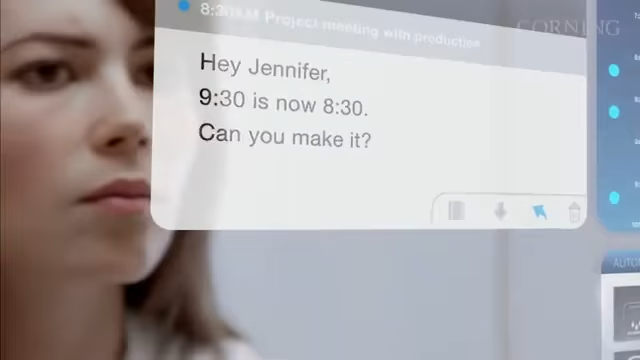 8:30AM Project meeting with production
CORNING
Hey Jennifer,
9:30 is now 8:30.
Can you make it?